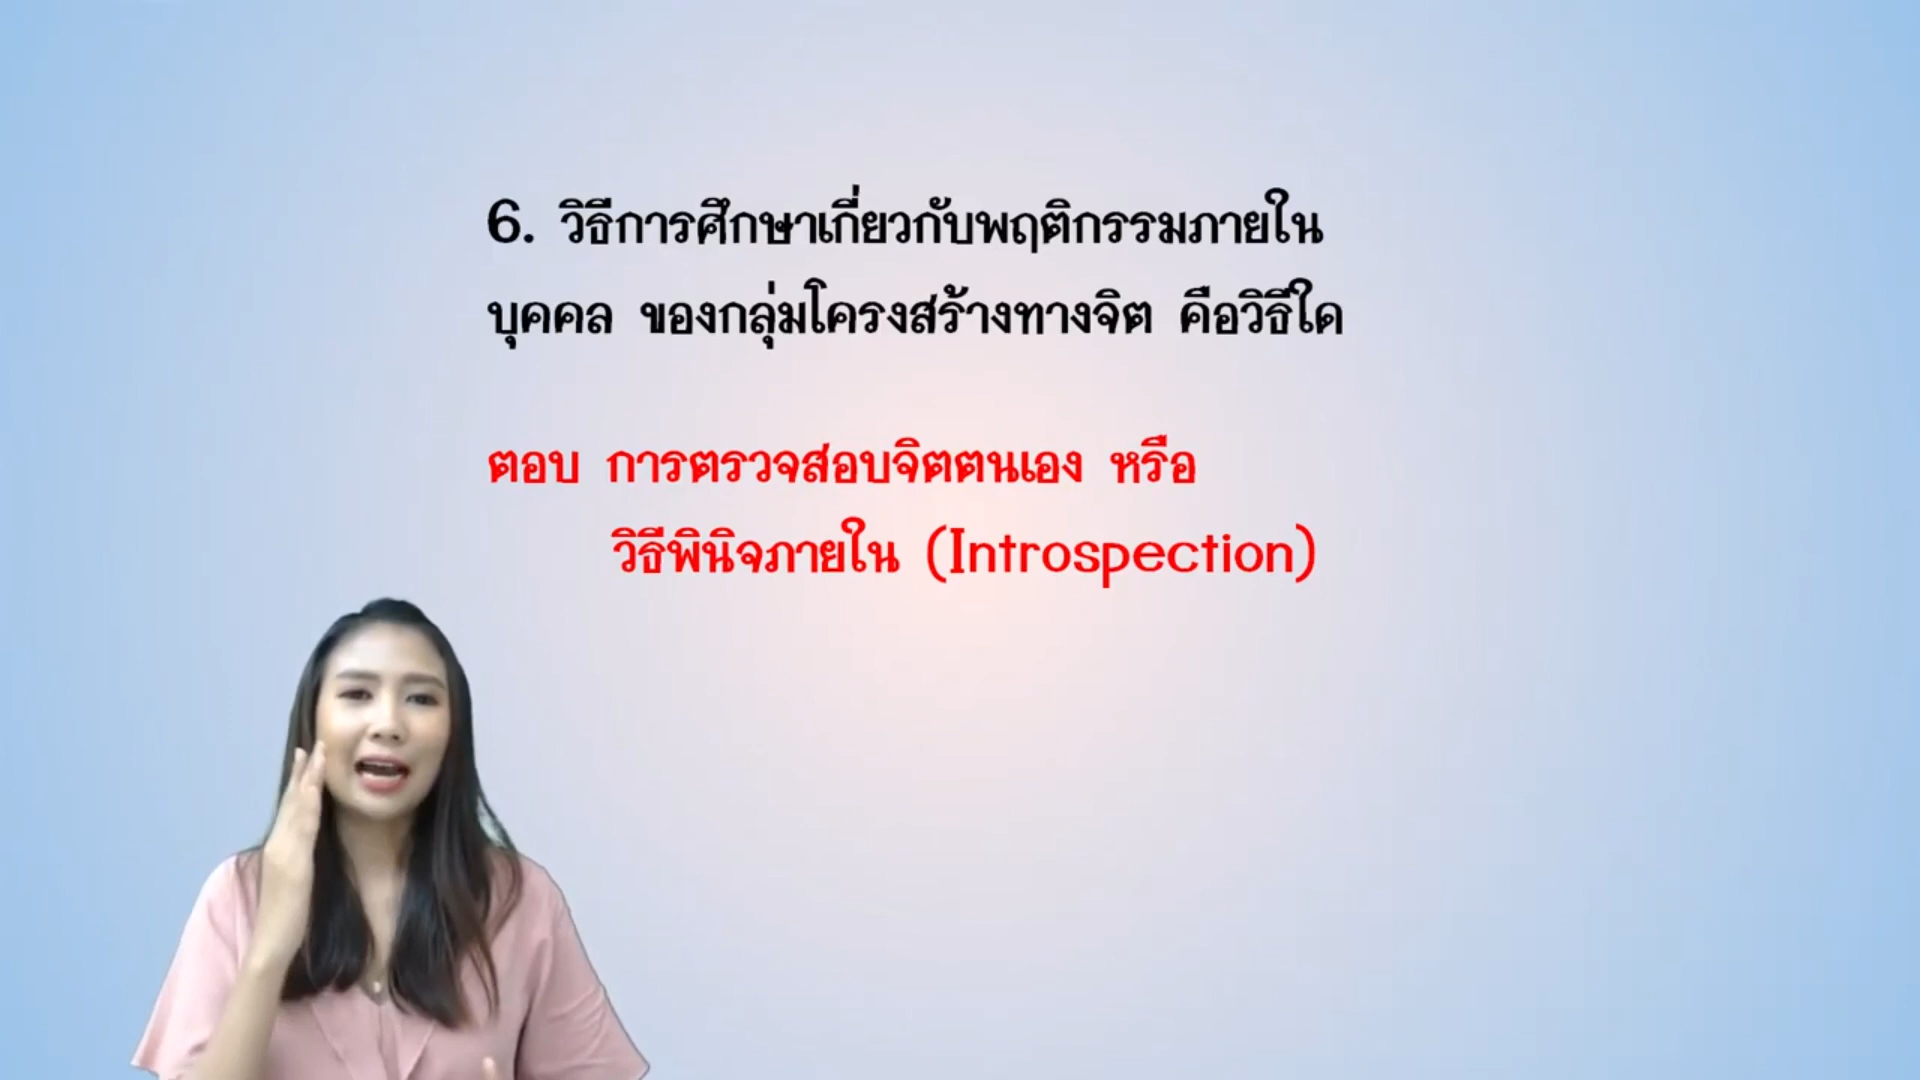 6. วิธีการศึกษาเกี่ยวกับพฤติกรรมภายใน
บุคคล ของกลุ่มโครงสร้างทางจิต คือวิธีใด
ตอบ การตรวจสอบจิตตนเอง หรือ
วิธีพินิจภายใน (Introspection)